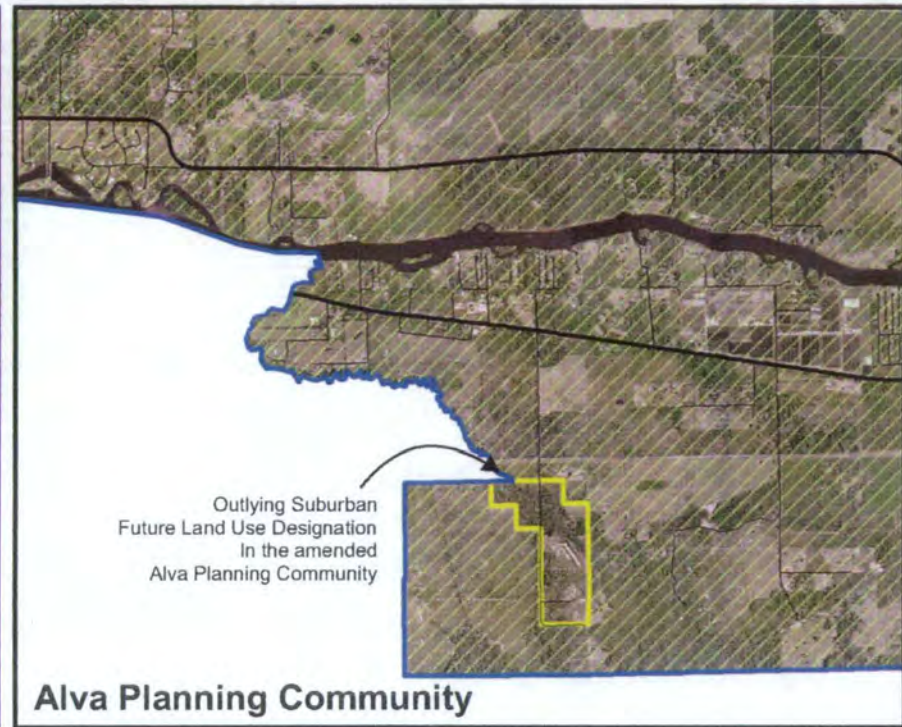 Outlying Suburban
Future Land Use Designation
In the amended
Alva Planning Community
Alva Planning Community